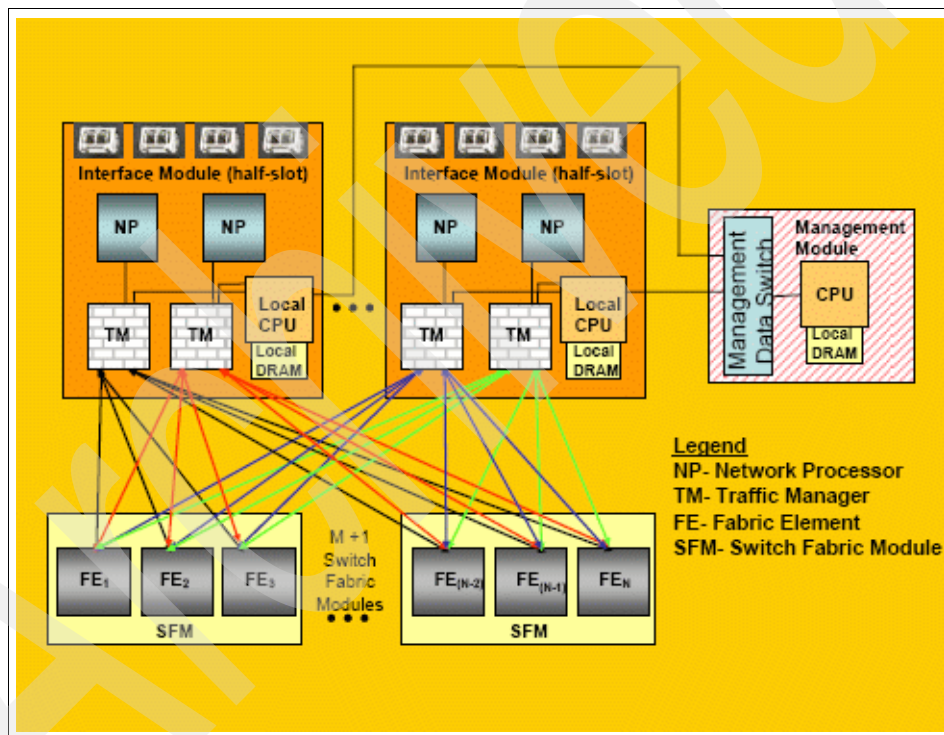 Interface Module (half-slot)
NP
NP
TM
TM
Local
CPU
Local
DRAM
Interface Module (half-slot)
NP
NP
TM
TM
Local
CPU
Local
DRAM
Management
Data Switch
Management
Module
CPU
Local
DRAM
Legend
NP- Network Processor
TM- Traffic Manager
FE- Fabric Element
SFM- Switch Fabric Module
FE1
FE2
FE3
SFM
M +1
Switch
Fabric
Modules
FE(N-2)
FE(N-1)
FEN
SFM
Archived